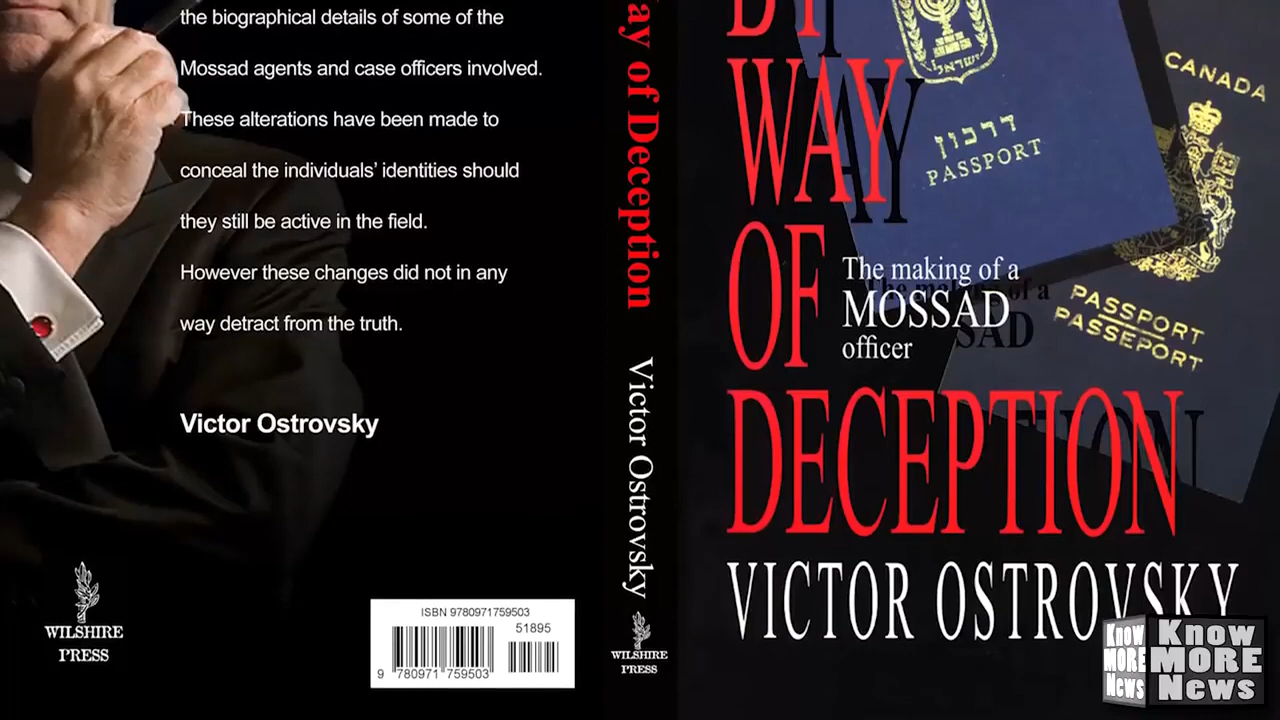 the biographical details of some of the
Mossad agents and case officers involved.
These alterations have been made to
conceal the individuals' identities should
they still be active in the field.
However these changes did not in any
way detract from the truth.
Victor Ostrovsky
WILSHIRE
PRESS
ISBN 9780971759503
51895
9 780971 759503
ay of Deception
Victor Ostrovsky
WILSHIRE
PRESS
BY
WAY
OF
DECEPTION
The making of a
MOSSAD
officer
VICTOR OSTROVSKY
ישראל
דרכון
PASSPORT
CANADA
PASSPORT
PASSEPORT
Know
MORE
News
Know
MORE
News